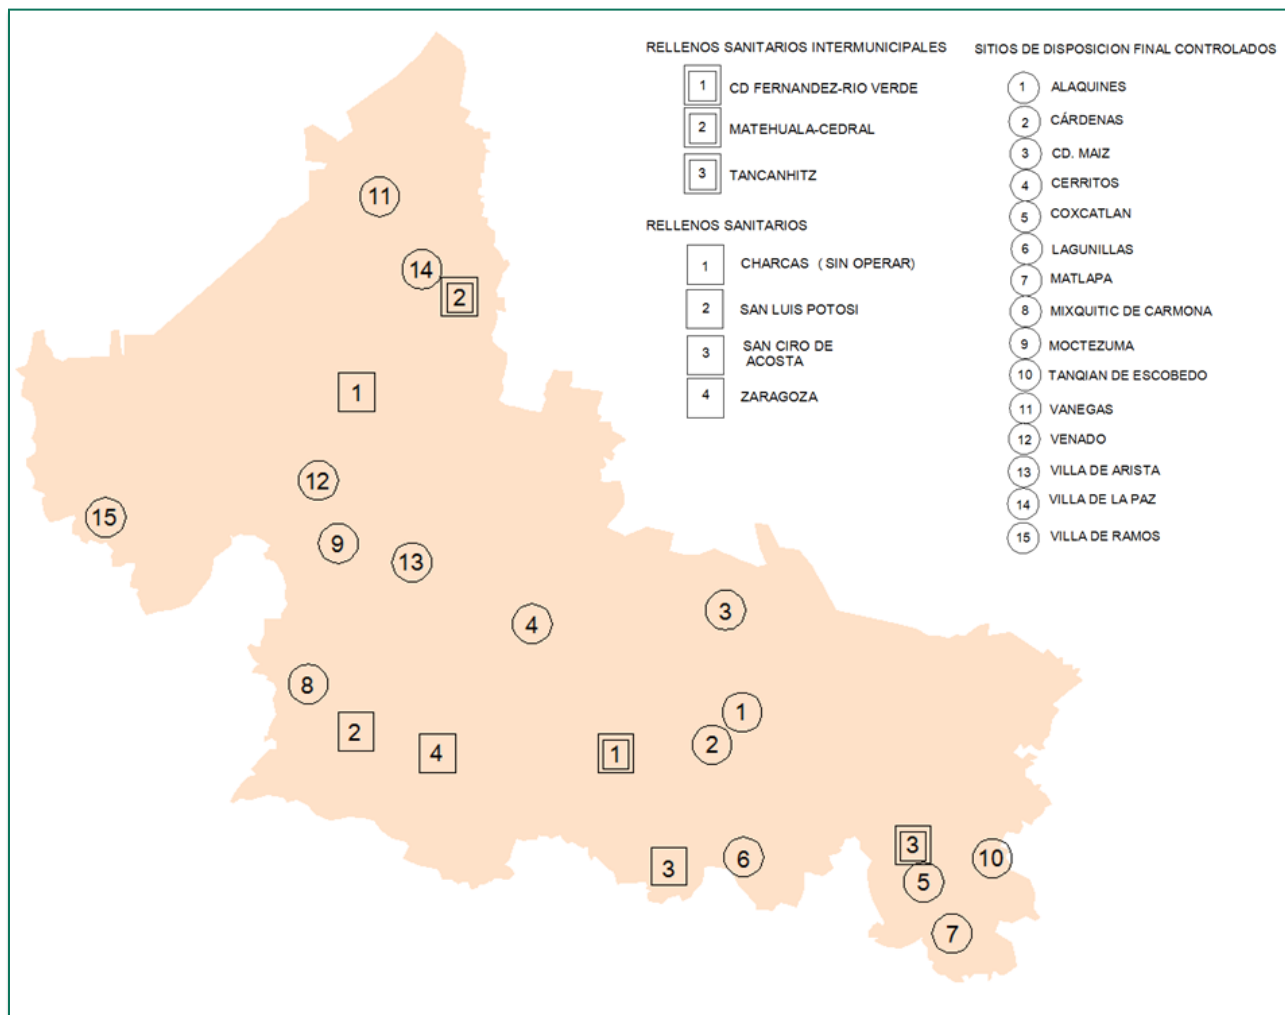 RELLENOS SANITARIOS INTERMUNICIPALES
1 CD FERNANDEZ-RIO VERDE
2 MATEHUALA-CEDRAL
3 TANCANHITZ
RELLENOS SANITARIOS
1 CHARCAS ( SIN OPERAR)
2 SAN LUIS POTOSI
3 SAN CIRO DE
ACOSTA
4 ZARAGOZA
SITIOS DE DISPOSICION FINAL CONTROLADOS
1 ALAQUINES
2 CÁRDENAS
3 CD. MAIZ
4 CERRITOS
5 COXCATLAN
6 LAGUNILLAS
7 MATLAPA
8 MIXQUITIC DE CARMONA
9 MOCTEZUMA
10 TANQIAN DE ESCOBEDO
11 VANEGAS
12 VENADO
13 VILLA DE ARISTA
14 VILLA DE LA PAZ
15 VILLA DE RAMOS
11
14
2
1
12
15
9
13
4
3
8
1
2
2
4
1
3
6
3
10
5
7